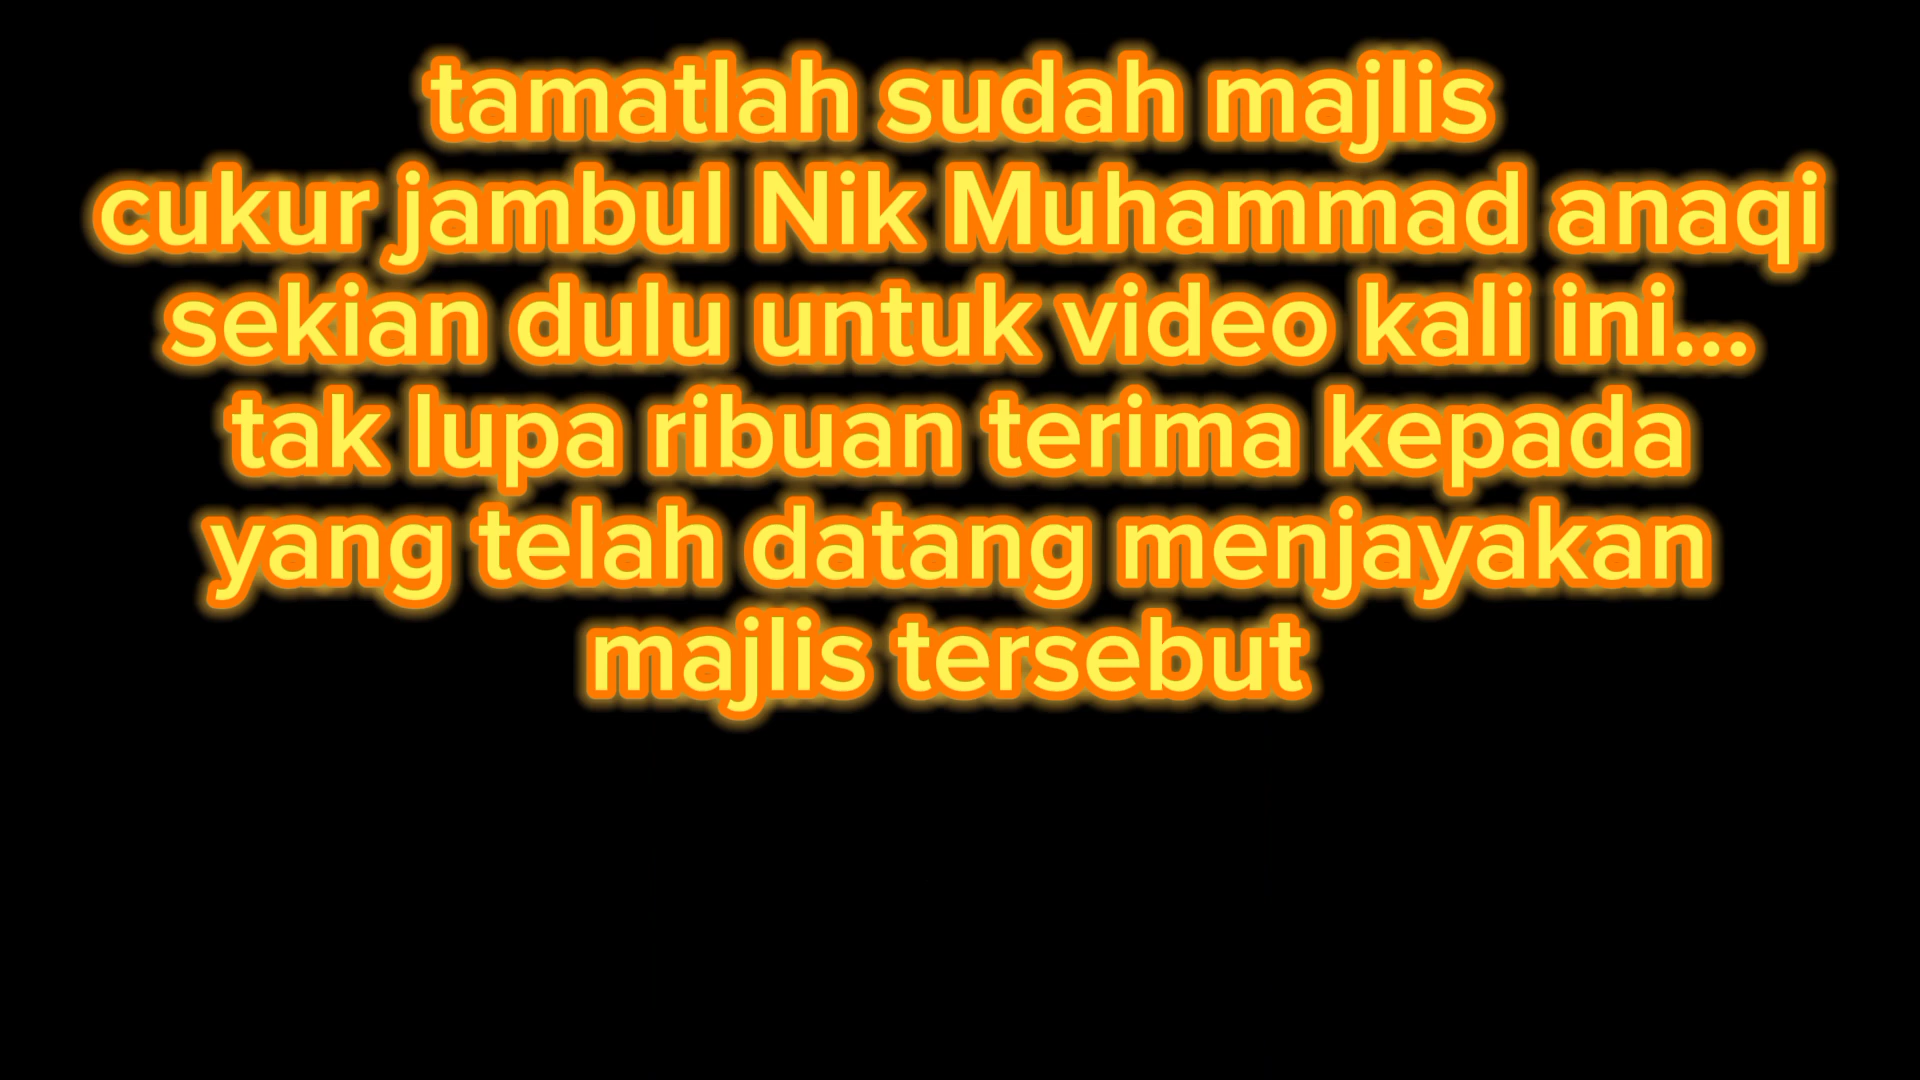 tamatlah sudah majlis
cukur jambul Nik Muhammad anaqi
sekian dulu untuk video kali ini...
tak lupa ribuan terima kepada
yang telah datang menjayakan
majlis tersebut